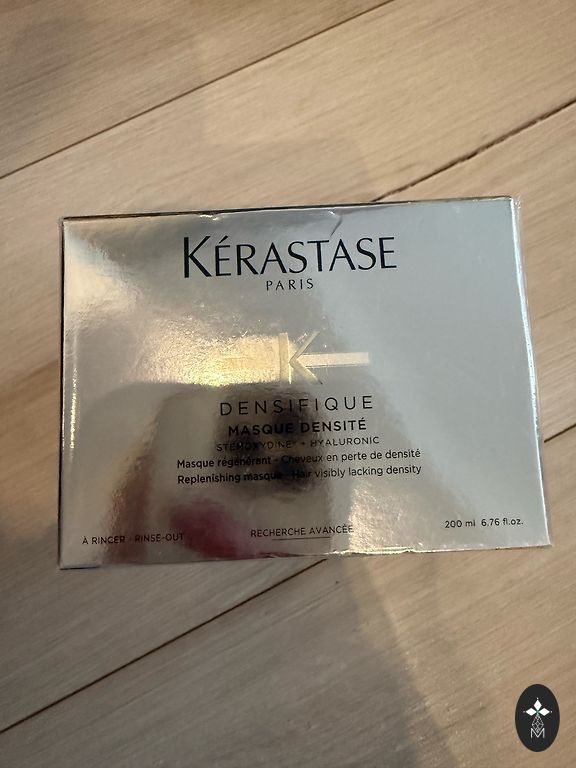 KÉRASTASE
PARIS
K
DENSIFIQUE
MASQUE DENSITÉ
STEMOXYDINE® + HYALURONIC
Masque régénérant - Cheveux en perte de densité
Replenishing masque - Hair visibly lacking density
À RINCER - RINSE-OUT
RECHERCHE AVANCÉE
200 ml 6.76 fl.oz.
M